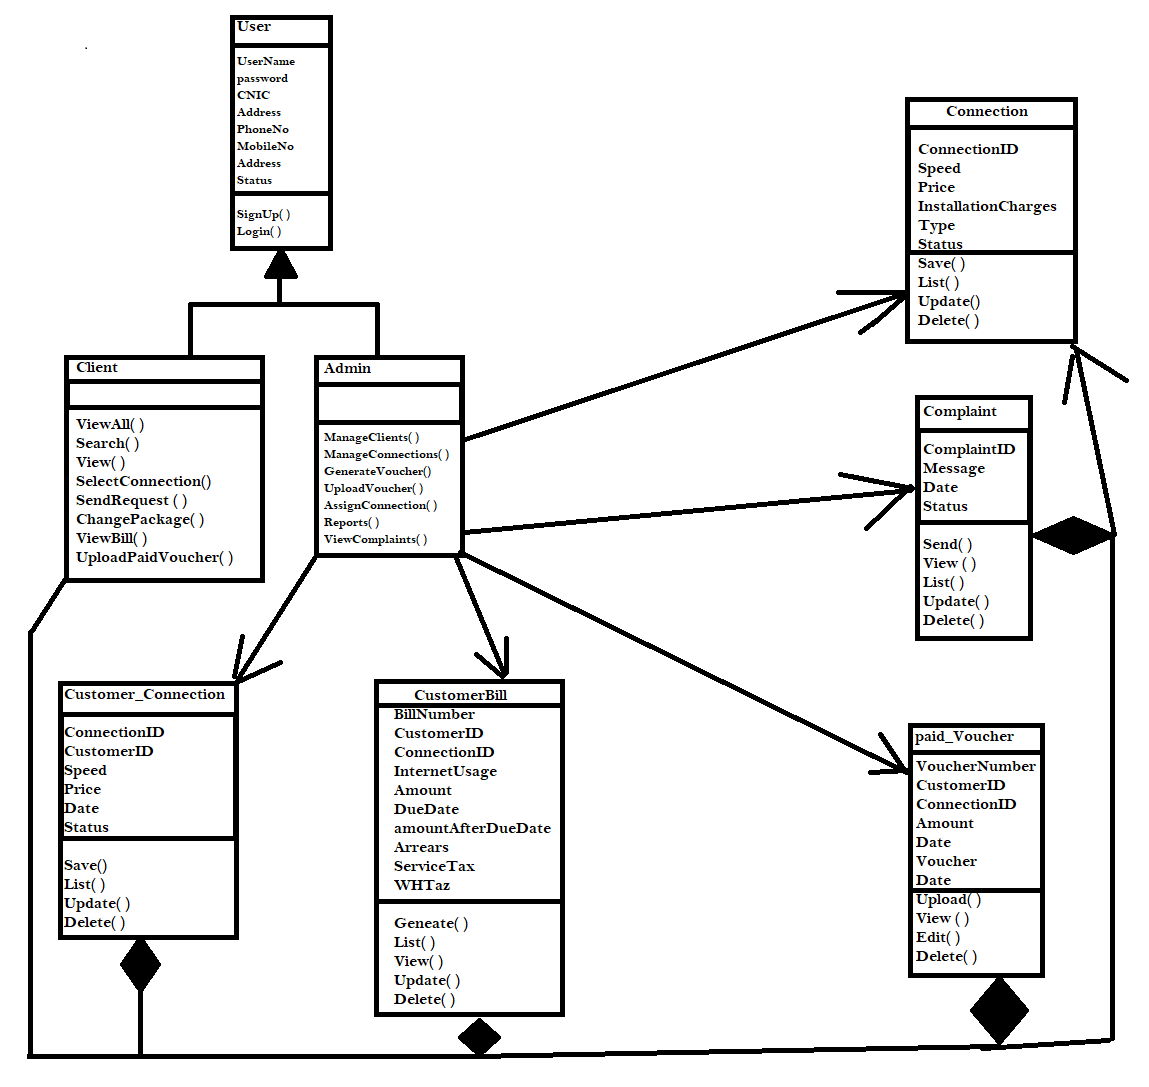 User
UserName
password
CNIC
Address
PhoneNo
MobileNo
Address
Status
SignUp( )
Login( )
Connection
ConnectionID
Speed
Price
InstallationCharges
Type
Status
Save( )
List( )
Update()
Delete( )
Client
ViewAll( )
Search( )
View( )
SelectConnection()
SendRequest ( )
ChangePackage( )
ViewBill( )
UploadPaidVoucher( )
Admin
ManageClients( )
ManageConnections( )
GenerateVoucher()
UploadVoucher( )
AssignConnection( )
Reports( )
ViewComplaints( )
Complaint
ComplaintID
Message
Date
Status
Send( )
View ( )
List( )
Update( )
Delete( )
Customer_Connection
ConnectionID
CustomerID
Speed
Price
Date
Status
Save()
List( )
Update( )
Delete( )
CustomerBill
BillNumber
CustomerID
ConnectionID
InternetUsage
Amount
DueDate
amountAfterDueDate
Arrears
ServiceTax
WHTaz
Geneate( )
List( )
View( )
Update( )
Delete( )
paid_Voucher
VoucherNumber
CustomerID
ConnectionID
Amount
Date
Voucher
Date
Upload( )
View ( )
Edit( )
Delete( )